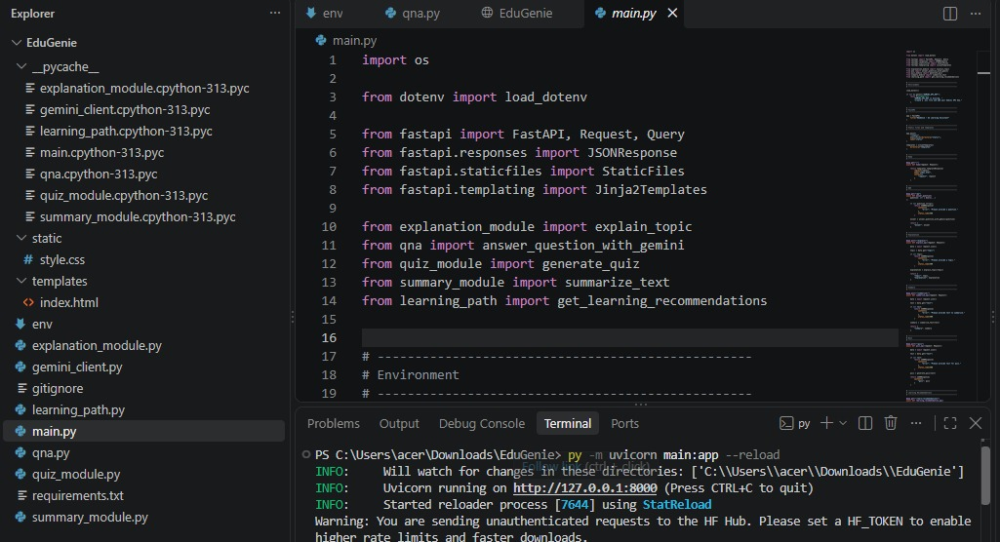 Explorer
···
EduGenie
__pycache__
explanation_module.cpython-313.pyc
gemini_client.cpython-313.pyc
learning_path.cpython-313.pyc
main.cpython-313.pyc
qna.cpython-313.pyc
quiz_module.cpython-313.pyc
summary_module.cpython-313.pyc
static
# style.css
templates
<> index.html
env
explanation_module.py
gemini_client.py
gitignore
learning_path.py
main.py
qna.py
quiz_module.py
requirements.txt
summary_module.py
env qna.py EduGenie main.py
main.py
1 import os
2
3 from dotenv import load_dotenv
4
5 from fastapi import FastAPI, Request, Query
6 from fastapi.responses import JSONResponse
7 from fastapi.staticfiles import StaticFiles
8 from fastapi.templating import Jinja2Templates
9
10 from explanation_module import explain_topic
11 from qna import answer_question_with_gemini
12 from quiz_module import generate_quiz
13 from summary_module import summarize_text
14 from learning_path import get_learning_recommendations
15
16
17 # --------------------------------------------------
18 # Environment
19 # --------------------------------------------------
Problems Output Debug Console Terminal Ports py
PS C:\Users\acer\Downloads\EduGenie> py -m uvicorn main:app --reload
Follow link (ctrl + click)
INFO: Will watch for changes in these directories: ['C:\\Users\\acer\\Downloads\\EduGenie']
INFO: Uvicorn running on http://127.0.0.1:8000 (Press CTRL+C to quit)
INFO: Started reloader process [7644] using StatReload
Warning: You are sending unauthenticated requests to the HF Hub. Please set a HF_TOKEN to enable
higher rate limits and faster downloads.